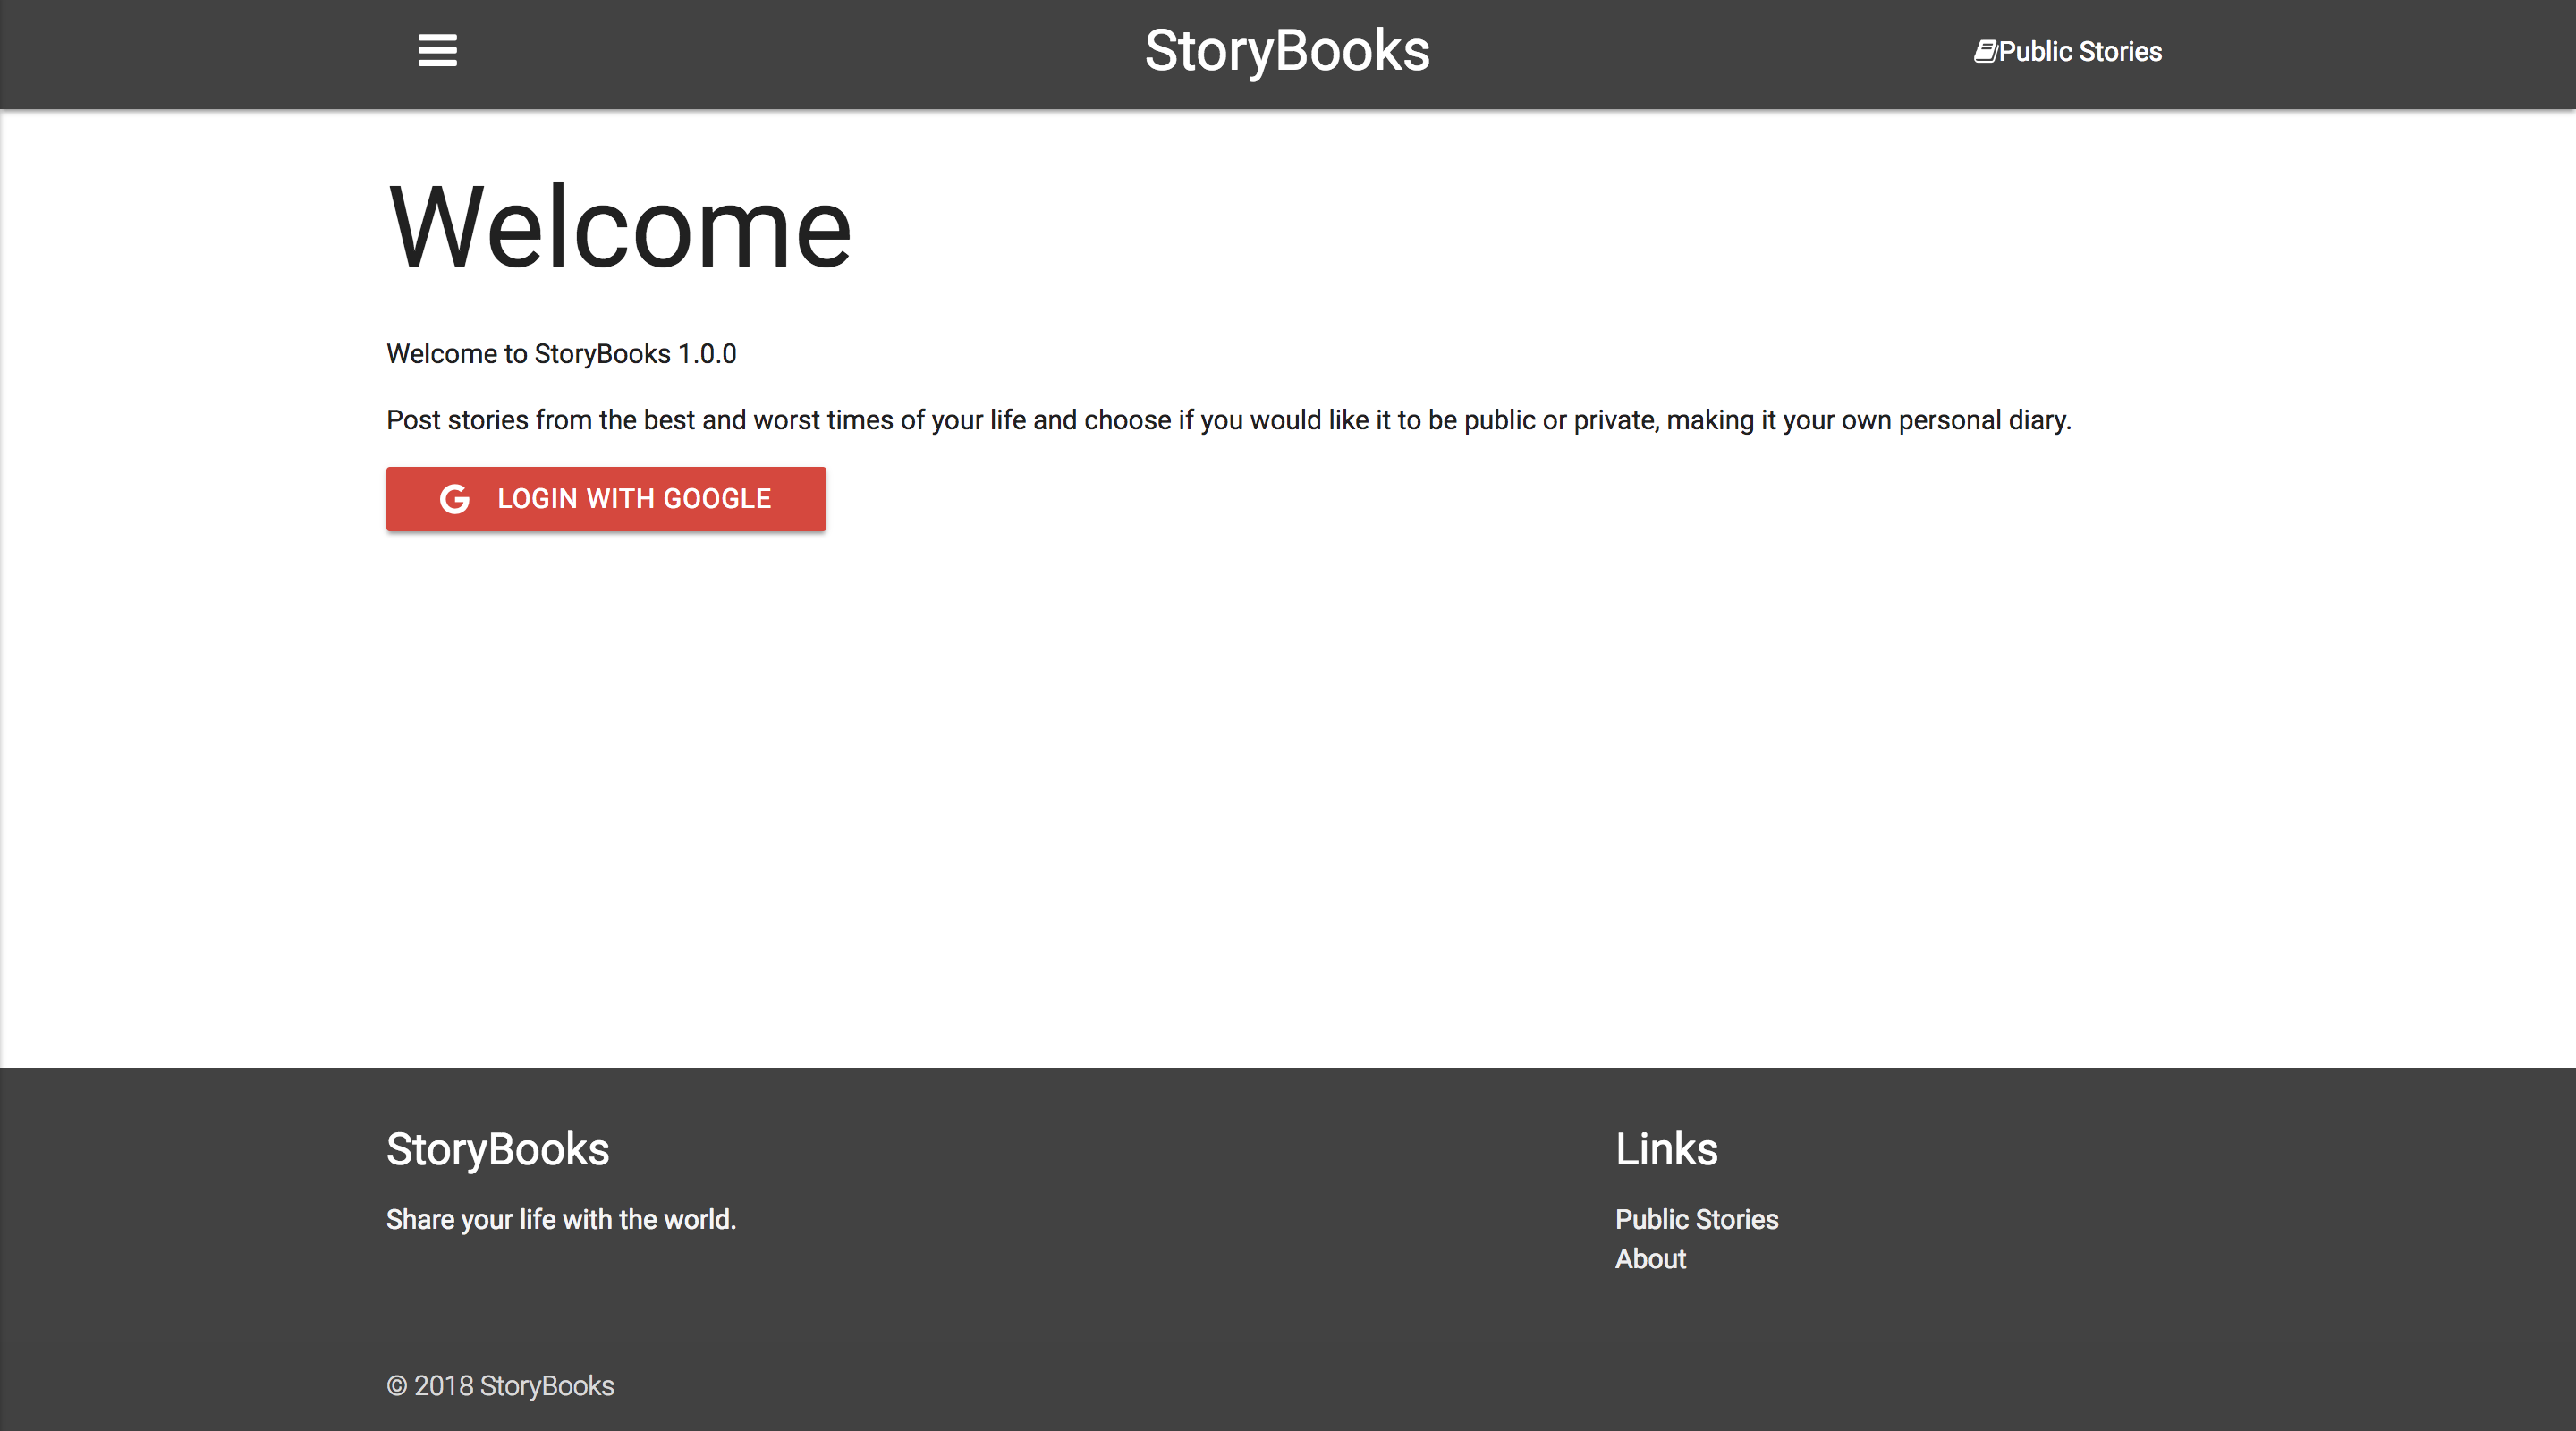 StoryBooks
Public Stories
Welcome
Welcome to StoryBooks 1.0.0
Post stories from the best and worst times of your life and choose if you would like it to be public or private, making it your own personal diary.
LOGIN WITH GOOGLE
StoryBooks
Share your life with the world.
Links
Public Stories
About
© 2018 StoryBooks